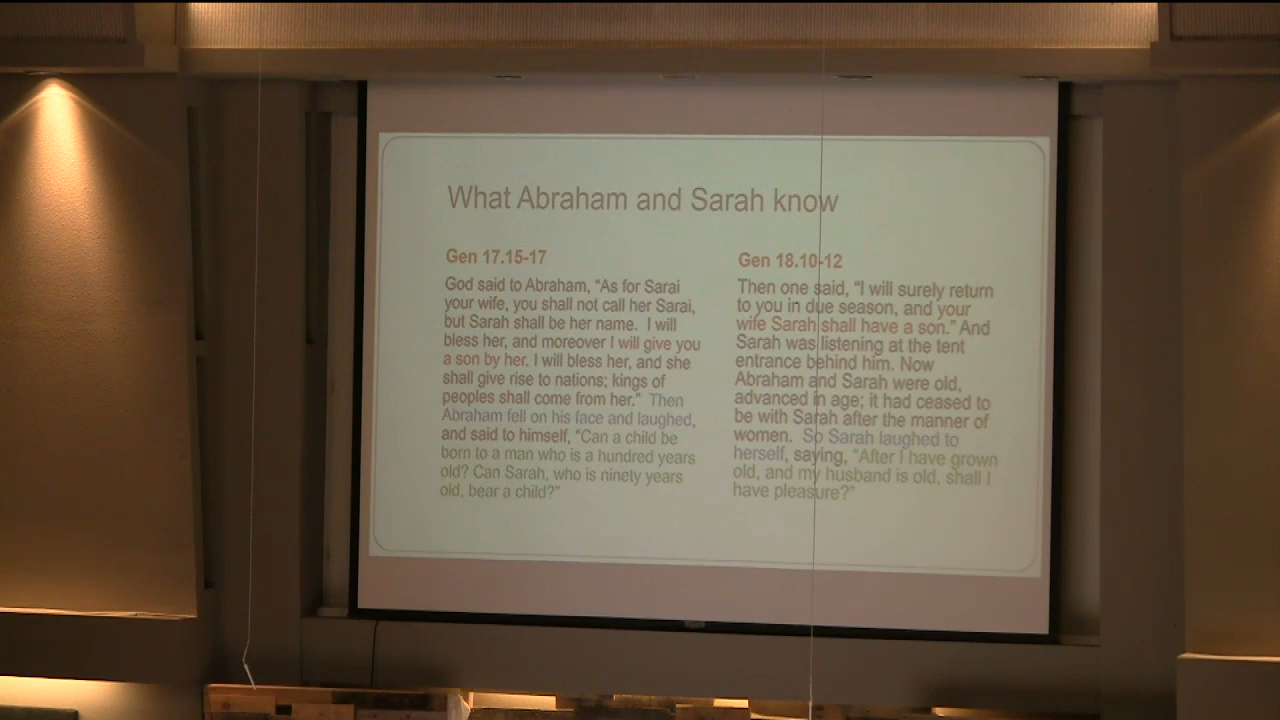 What Abraham and Sarah know
Gen 17.15-17
God said to Abraham, “As for Sarai
your wife, you shall not call her Sarai,
but Sarah shall be her name.  I will
bless her, and moreover I will give you
a son by her. I will bless her, and she
shall give rise to nations; kings of
peoples shall come from her.”  Then
Abraham fell on his face and laughed,
and said to himself, “Can a child be
born to a man who is a hundred years
old? Can Sarah, who is ninety years
old, bear a child?”
Gen 18.10-12
Then one said, “I will surely return
to you in due season, and your
wife Sarah shall have a son.” And
Sarah was listening at the tent
entrance behind him. Now
Abraham and Sarah were old,
advanced in age; it had ceased to
be with Sarah after the manner of
women.  So Sarah laughed to
herself, saying, “After I have grown
old, and my husband is old, shall I
have pleasure?”